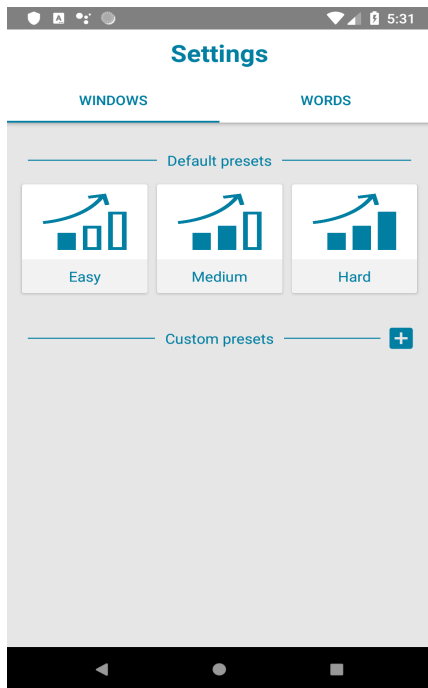 5:31
Settings
WINDOWS WORDS
Default presets
Easy Medium Hard
Custom presets